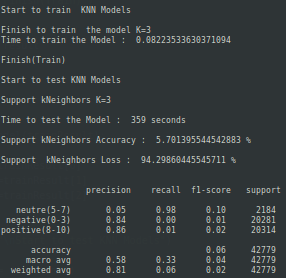 Start to train  KNN Models
Finish to train  the model K=3
Time to train the Model :  0.08223533630371094
Finish(Train)
Start to test KNN Models
Support kNeighbors K=3
Time to test the Model :  359 seconds
Support kNeighbors Accuracy :  5.701395544542883 %
Support  kNeighbors Loss :  94.29860445545711 %
precision    recall  f1-score   support
neutre(5-7)       0.05      0.98      0.10      2184
negative(0-3)       0.84      0.00      0.01     20281
positive(8-10)       0.86      0.01      0.02     20314
accuracy                           0.06     42779
macro avg       0.58      0.33      0.04     42779
weighted avg       0.81      0.06      0.02     42779